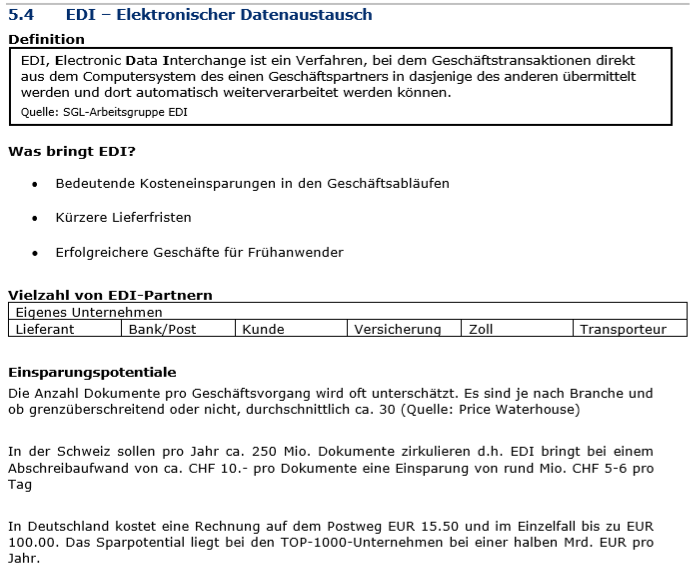 5.4 EDI – Elektronischer Datenaustausch
Definition
EDI, Electronic Data Interchange ist ein Verfahren, bei dem Geschäftstransaktionen direkt
aus dem Computersystem des einen Geschäftspartners in dasjenige des anderen übermittelt
werden und dort automatisch weiterverarbeitet werden können.
Quelle: SGL-Arbeitsgruppe EDI
Was bringt EDI?
• Bedeutende Kosteneinsparungen in den Geschäftsabläufen
• Kürzere Lieferfristen
• Erfolgreichere Geschäfte für Frühanwender
Vielzahl von EDI-Partnern
Eigenes Unternehmen
Lieferant Bank/Post Kunde Versicherung Zoll Transporteur
Einsparungspotentiale
Die Anzahl Dokumente pro Geschäftsvorgang wird oft unterschätzt. Es sind je nach Branche und
ob grenzüberschreitend oder nicht, durchschnittlich ca. 30 (Quelle: Price Waterhouse)
In der Schweiz sollen pro Jahr ca. 250 Mio. Dokumente zirkulieren d.h. EDI bringt bei einem
Abschreibaufwand von ca. CHF 10.- pro Dokumente eine Einsparung von rund Mio. CHF 5-6 pro
Tag
In Deutschland kostet eine Rechnung auf dem Postweg EUR 15.50 und im Einzelfall bis zu EUR
100.00. Das Sparpotential liegt bei den TOP-1000-Unternehmen bei einer halben Mrd. EUR pro
Jahr.